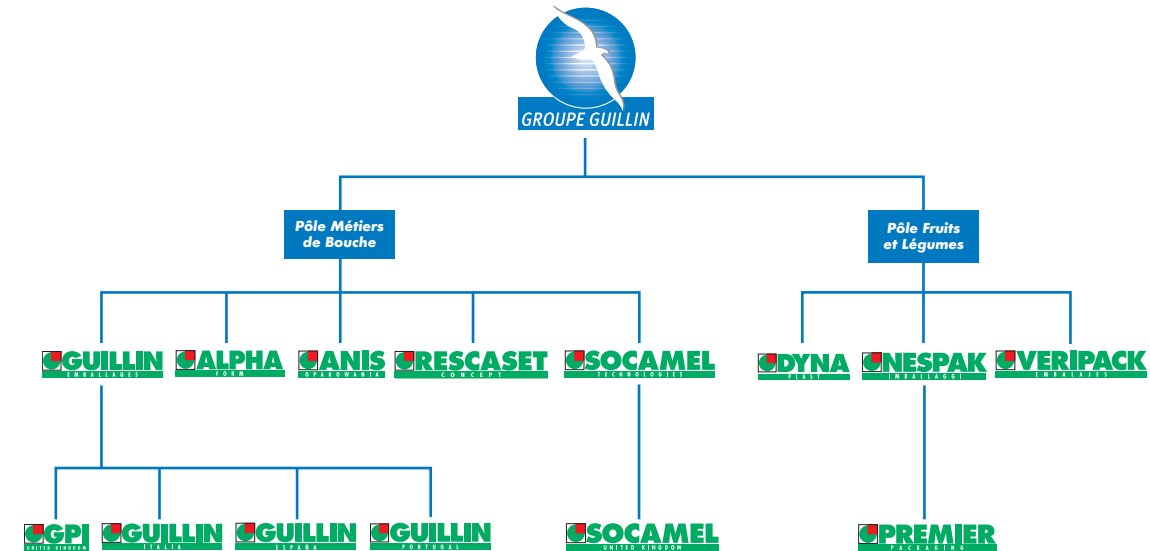 GROUPE GUILLIN
Pôle Métiers
de Bouche
Pôle Fruits
et Légumes
GUILLIN
EMBALLAGES
ALPHA
FORM
ANIS
OPAKOWANIA
RESCASET
CONCEPT
SOCAMEL
TECHNOLOGIES
DYNA
PLAST
NESPAK
IMBALLAGGI
VERIPACK
EMBALAJES
GPI
UNITED KINGDOM
GUILLIN
ITALIA
GUILLIN
ESPAÑA
GUILLIN
PORTUGAL
SOCAMEL
UNITED KINGDOM
PREMIER
PACKAGING